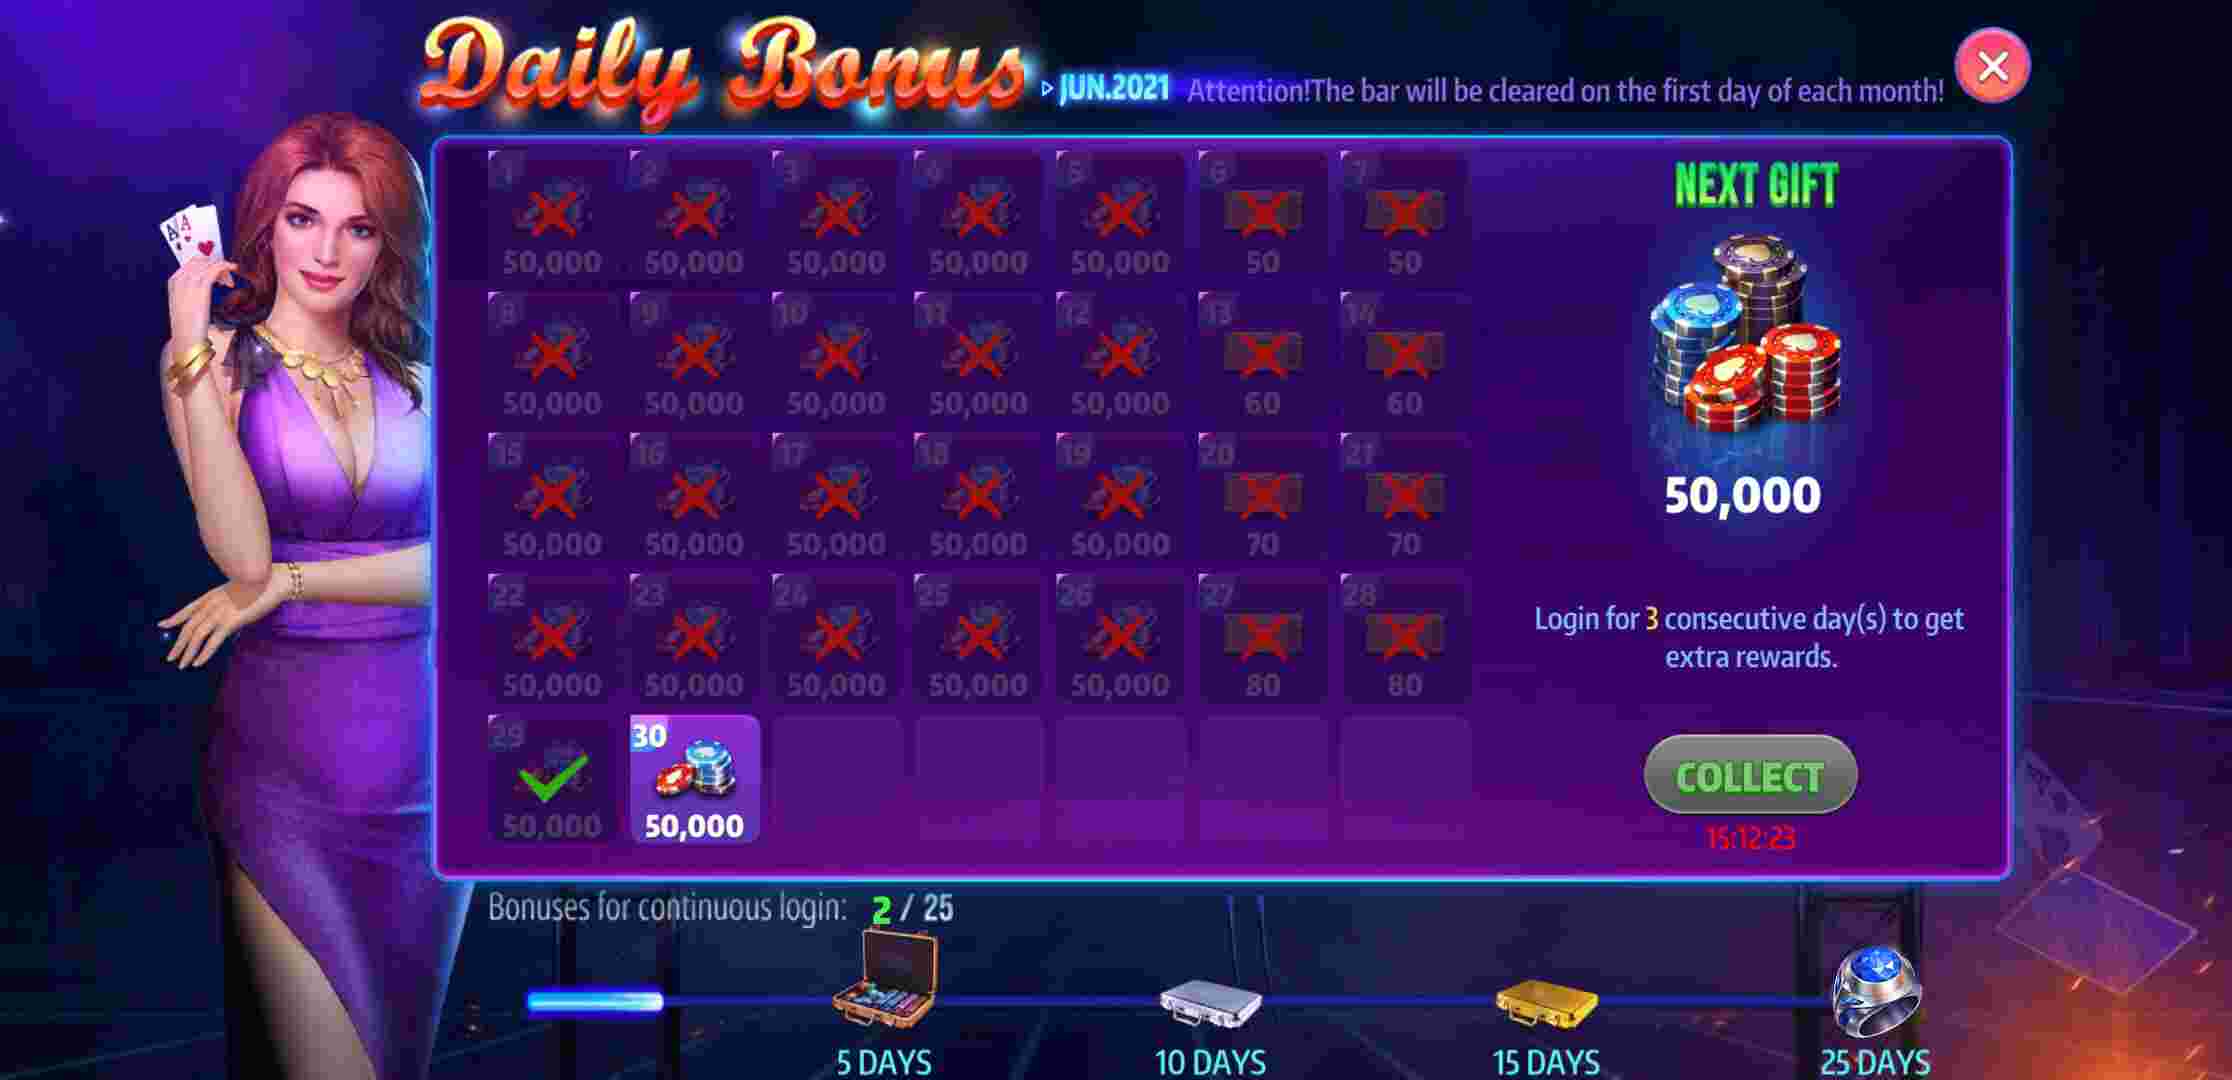 Daily Bonus
JUN.2021 Attention!The bar will be cleared on the first day of each month!
1 2 3 4 5 6 7
50,000 50,000 50,000 50,000 50,000 50 50
8 9 10 11 12 13 14
50,000 50,000 50,000 50,000 50,000 60 60
15 16 17 18 19 20 21
50,000 50,000 50,000 50,000 50,000 70 70
22 23 24 25 26 27 28
50,000 50,000 50,000 50,000 50,000 80 80
29 30
50,000 50,000
NEXT GIFT
50,000
Login for 3 consecutive day(s) to get
extra rewards.
COLLECT
15:12:23
Bonuses for continuous login: 2 / 25
5 DAYS 10 DAYS 15 DAYS 25 DAYS